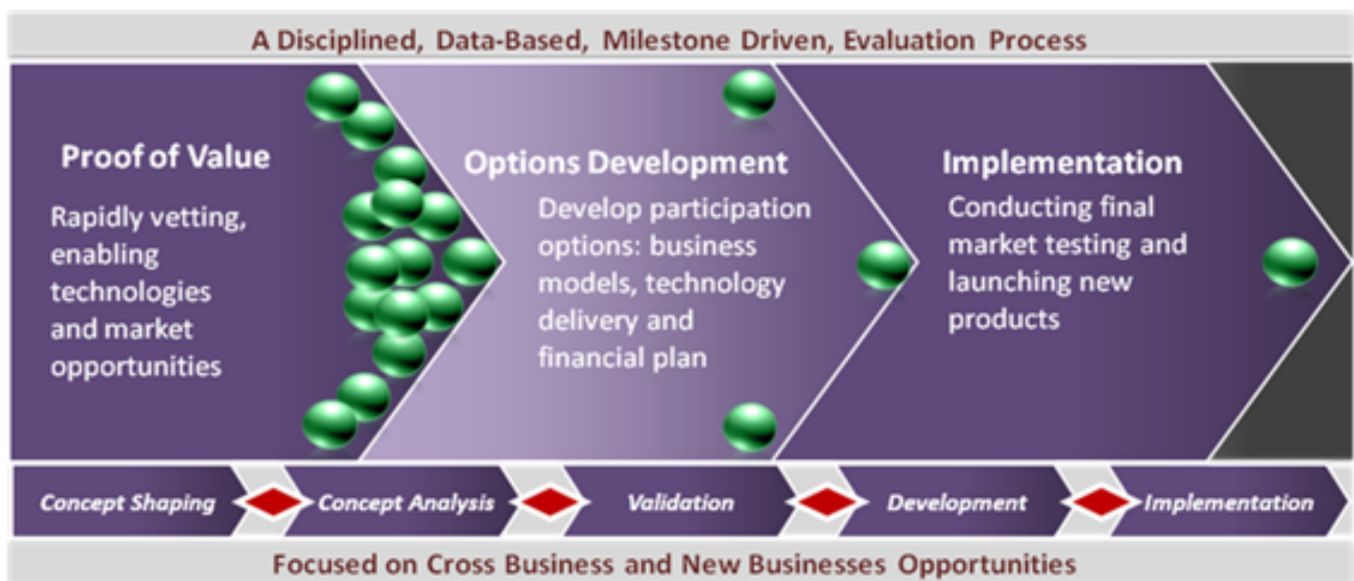 A Disciplined, Data-Based, Milestone Driven, Evaluation Process
Proof of Value
Rapidly vetting,
enabling
technologies
and market
opportunities
Options Development
Develop participation
options: business
models, technology
delivery and
financial plan
Implementation
Conducting final
market testing and
launching new
products
Concept Shaping
Concept Analysis
Validation
Development
Implementation
Focused on Cross Business and New Businesses Opportunities